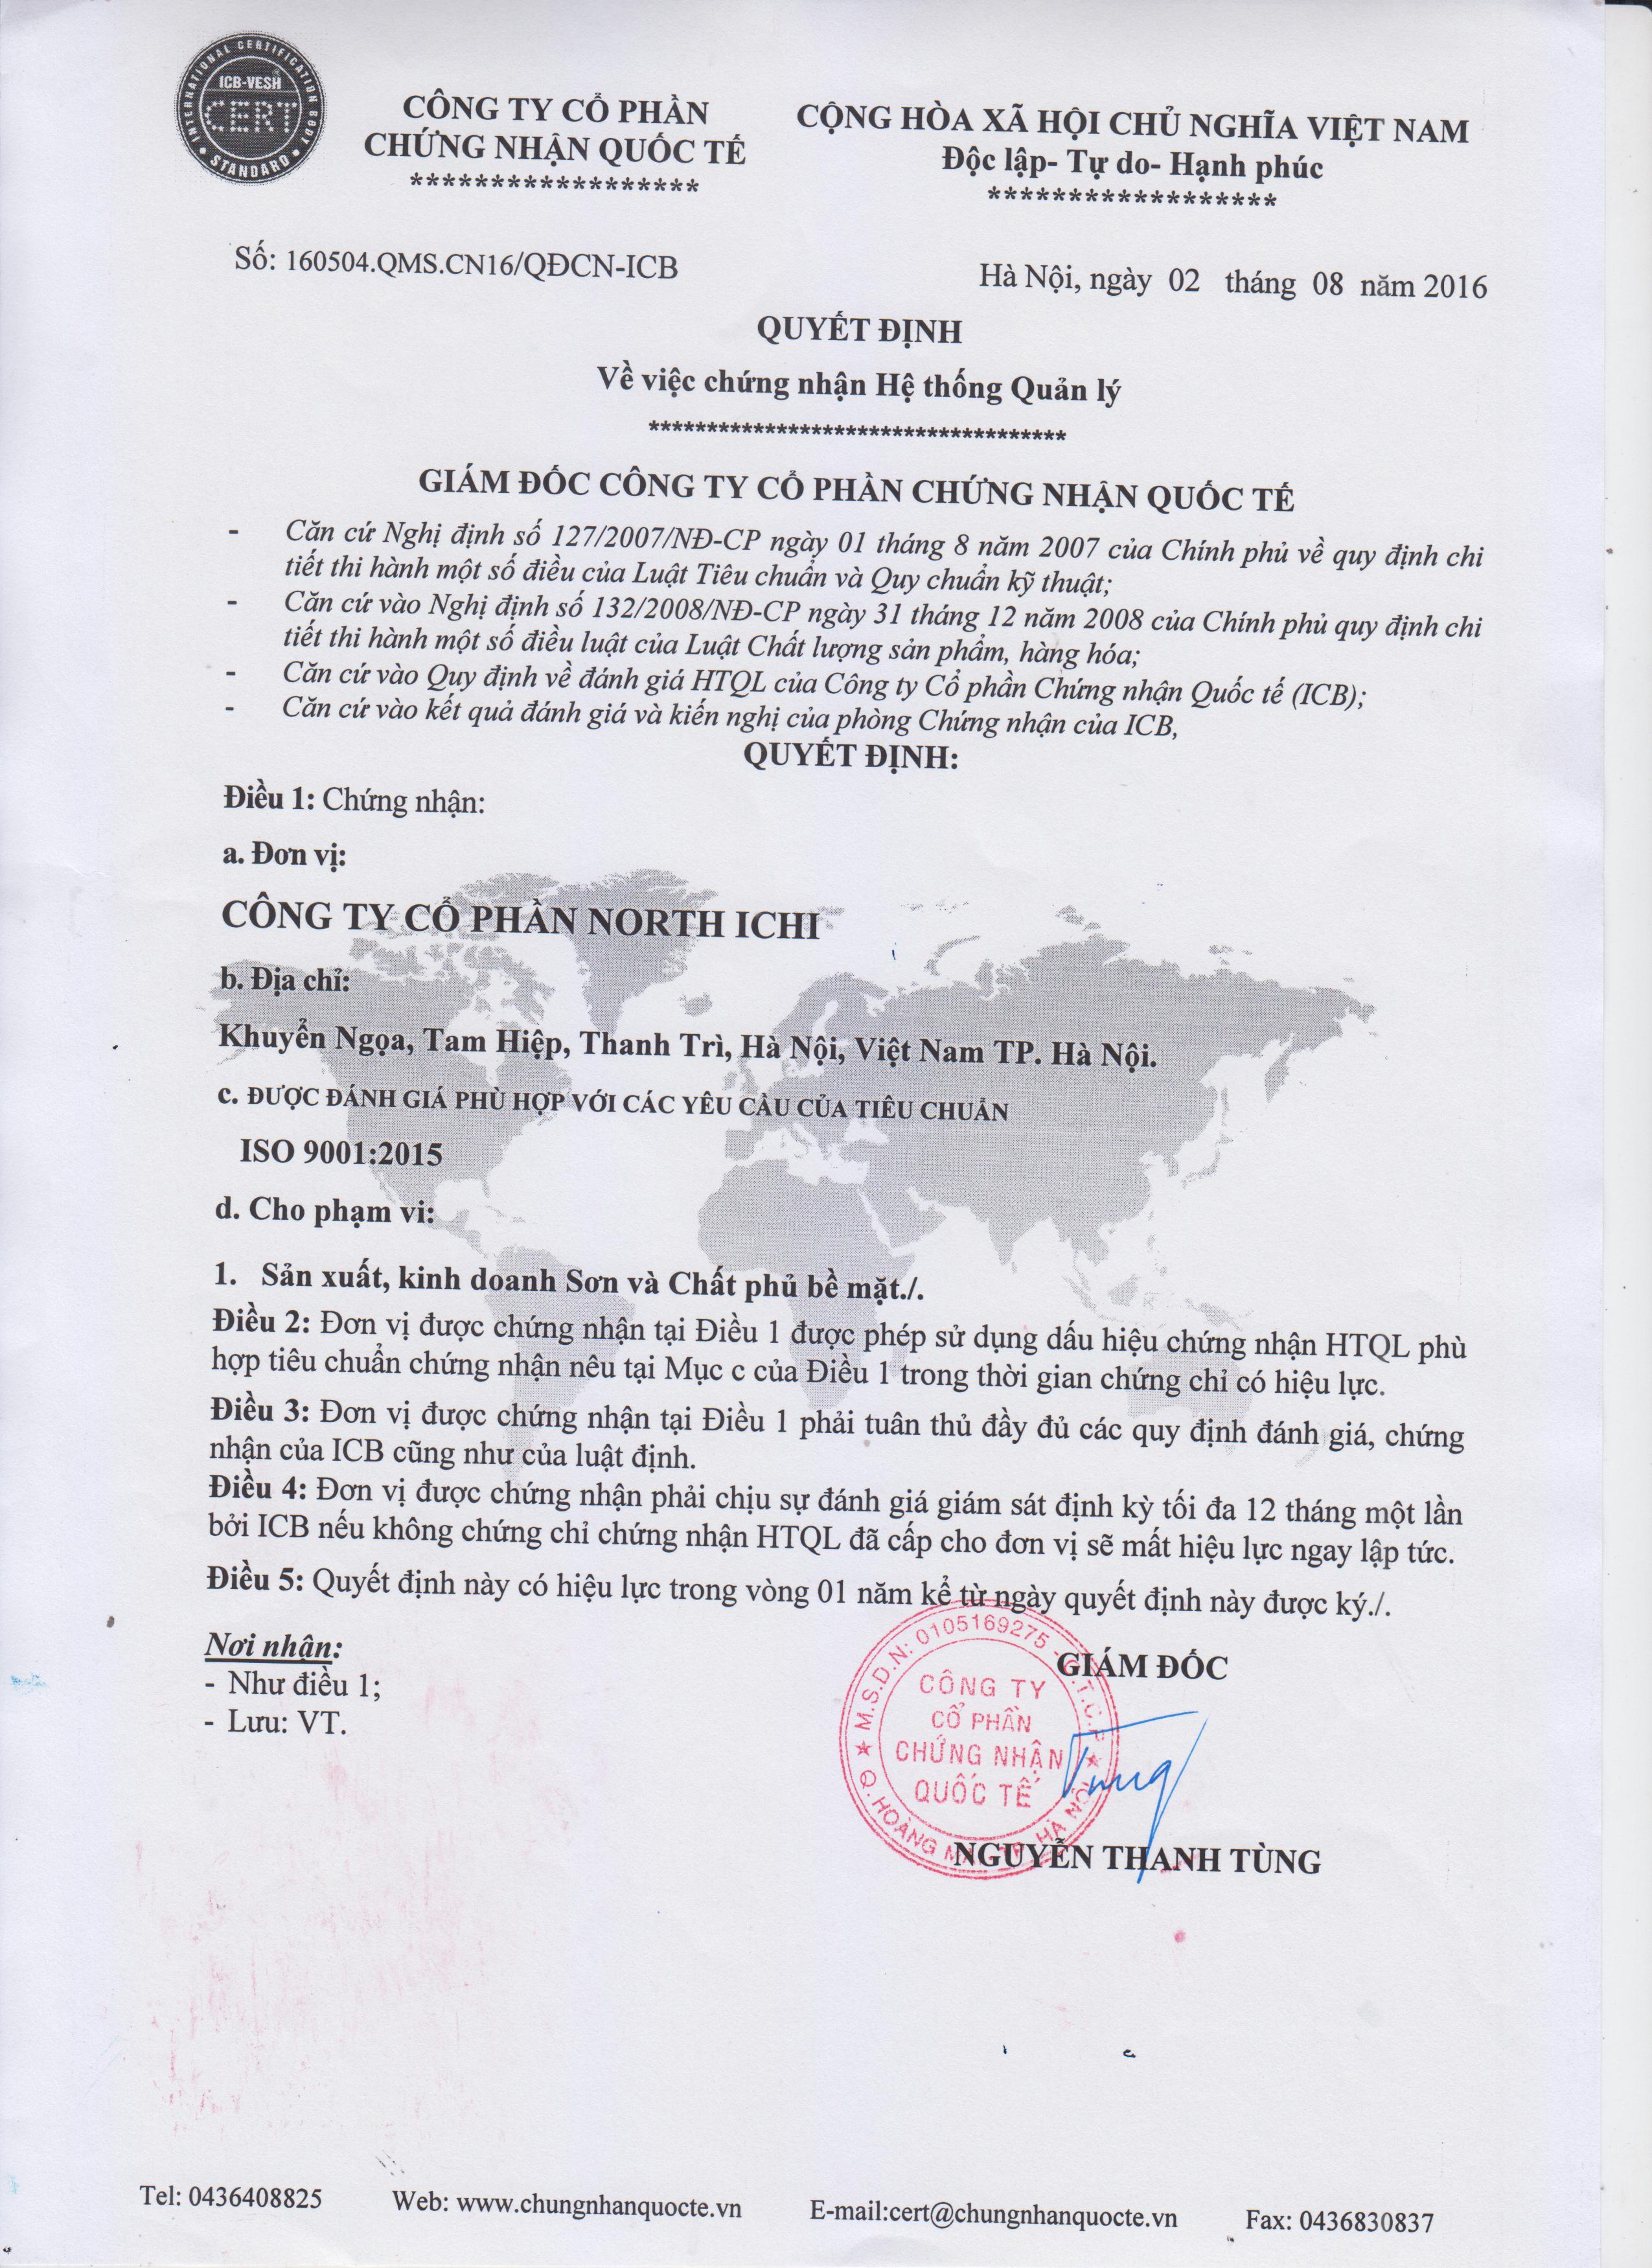 INTERNATIONAL CERTIFICATION BODY
ICB-VESH
CERT
STANDARD
CÔNG TY CỔ PHẦN
CHỨNG NHẬN QUỐC TẾ
******************
CỘNG HÒA XÃ HỘI CHỦ NGHĨA VIỆT NAM
Độc lập- Tự do- Hạnh phúc
******************
Số: 160504.QMS.CN16/QĐCN-ICB
Hà Nội, ngày 02 tháng 08 năm 2016
QUYẾT ĐỊNH
Về việc chứng nhận Hệ thống Quản lý
************************************
GIÁM ĐỐC CÔNG TY CỔ PHẦN CHỨNG NHẬN QUỐC TẾ
- Căn cứ Nghị định số 127/2007/NĐ-CP ngày 01 tháng 8 năm 2007 của Chính phủ về quy định chi
tiết thi hành một số điều của Luật Tiêu chuẩn và Quy chuẩn kỹ thuật;
- Căn cứ vào Nghị định số 132/2008/NĐ-CP ngày 31 tháng 12 năm 2008 của Chính phủ quy định chi
tiết thi hành một số điều luật của Luật Chất lượng sản phẩm, hàng hóa;
- Căn cứ vào Quy định về đánh giá HTQL của Công ty Cổ phần Chứng nhận Quốc tế (ICB);
- Căn cứ vào kết quả đánh giá và kiến nghị của phòng Chứng nhận của ICB,
QUYẾT ĐỊNH:
Điều 1: Chứng nhận:
a. Đơn vị:
CÔNG TY CỔ PHẦN NORTH ICHI
b. Địa chỉ:
Khuyển Ngọa, Tam Hiệp, Thanh Trì, Hà Nội, Việt Nam TP. Hà Nội.
c. ĐƯỢC ĐÁNH GIÁ PHÙ HỢP VỚI CÁC YÊU CẦU CỦA TIÊU CHUẨN
ISO 9001:2015
d. Cho phạm vi:
1. Sản xuất, kinh doanh Sơn và Chất phủ bề mặt./.
Điều 2: Đơn vị được chứng nhận tại Điều 1 được phép sử dụng dấu hiệu chứng nhận HTQL phù
hợp tiêu chuẩn chứng nhận nêu tại Mục c của Điều 1 trong thời gian chứng chỉ có hiệu lực.
Điều 3: Đơn vị được chứng nhận tại Điều 1 phải tuân thủ đầy đủ các quy định đánh giá, chứng
nhận của ICB cũng như của luật định.
Điều 4: Đơn vị được chứng nhận phải chịu sự đánh giá giám sát định kỳ tối đa 12 tháng một lần
bởi ICB nếu không chứng chỉ chứng nhận HTQL đã cấp cho đơn vị sẽ mất hiệu lực ngay lập tức.
Điều 5: Quyết định này có hiệu lực trong vòng 01 năm kể từ ngày quyết định này được ký./.
Nơi nhận:
- Như điều 1;
- Lưu: VT.
GIÁM ĐỐC
M.S.D.N: 0105169275 - C.T.C.P
CÔNG TY
CỔ PHẦN
CHỨNG NHẬN
QUỐC TẾ
Q. HOÀNG MAI - TP. HÀ NỘI
Tùng
NGUYỄN THANH TÙNG
Tel: 0436408825
Web: www.chungnhanquocte.vn
E-mail:cert@chungnhanquocte.vn
Fax: 0436830837